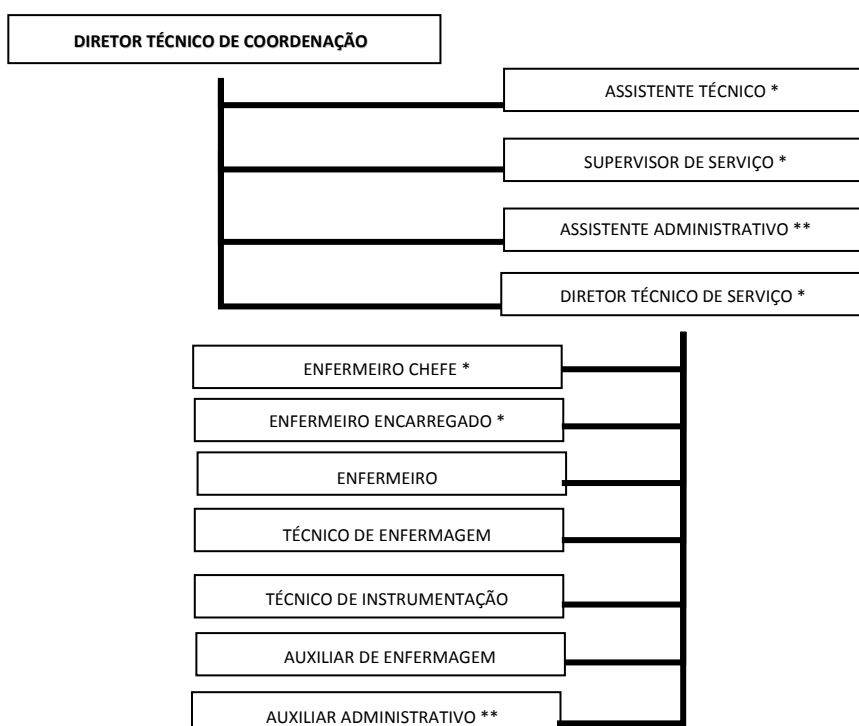 DIRETOR TÉCNICO DE COORDENAÇÃO
ASSISTENTE TÉCNICO *
SUPERVISOR DE SERVIÇO *
ASSISTENTE ADMINISTRATIVO **
DIRETOR TÉCNICO DE SERVIÇO *
ENFERMEIRO CHEFE *
ENFERMEIRO ENCARREGADO *
ENFERMEIRO
TÉCNICO DE ENFERMAGEM
TÉCNICO DE INSTRUMENTAÇÃO
AUXILIAR DE ENFERMAGEM
AUXILIAR ADMINISTRATIVO **